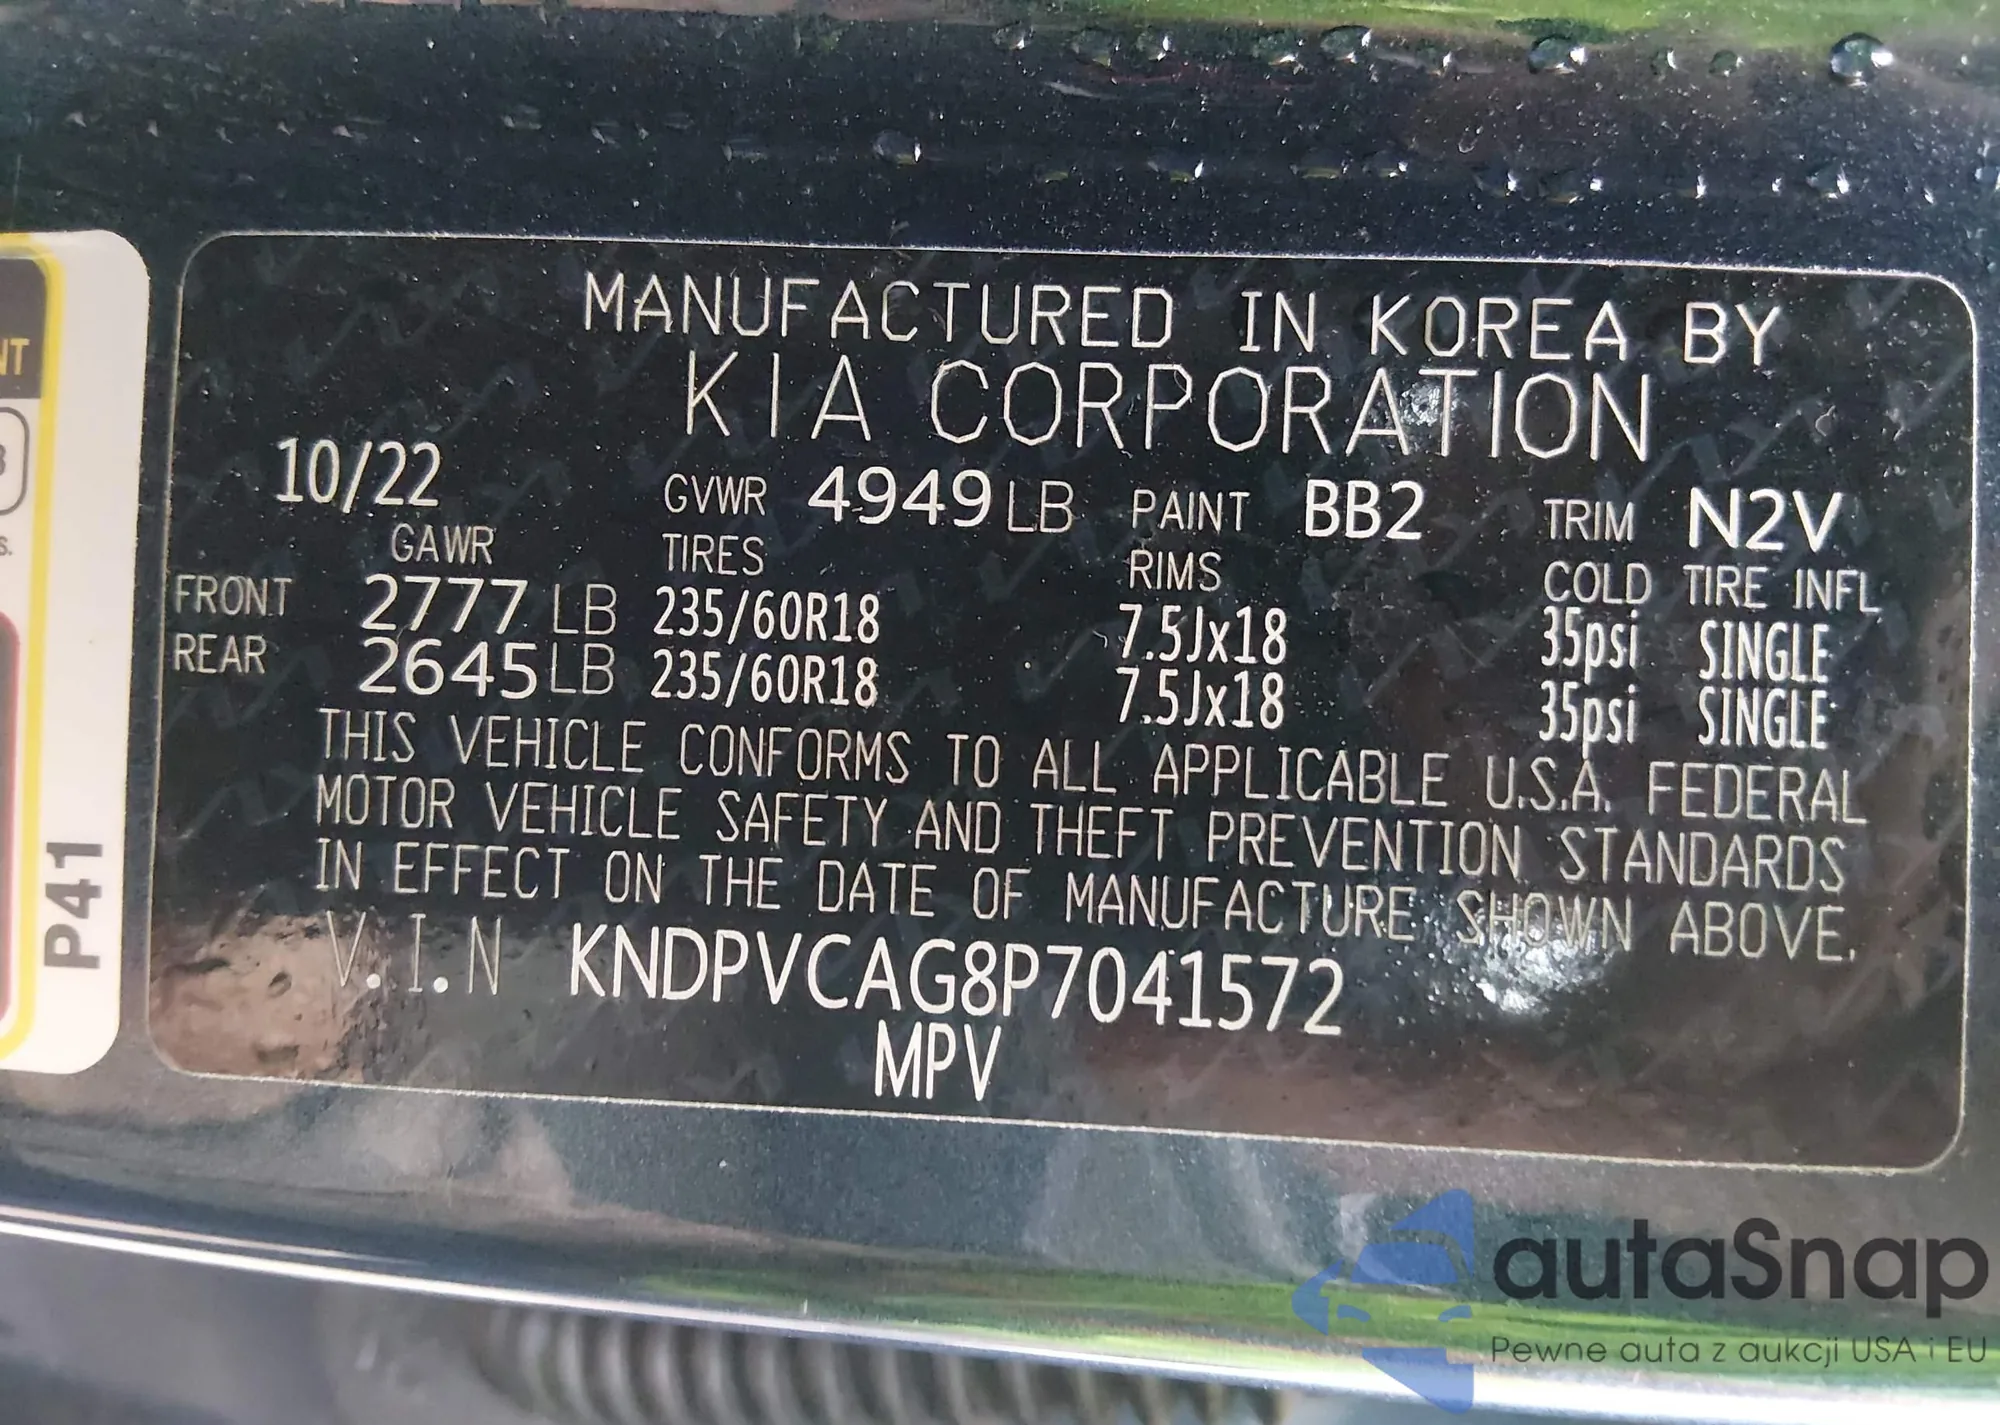 MANUFACTURED IN KOREA BY
KIA CORPORATION
10/22 GVWR 4949 LB PAINT BB2 TRIM N2V
GAWR TIRES RIMS COLD TIRE INFL
FRONT 2777 LB 235/60R18 7.5Jx18 35psi SINGLE
REAR 2645 LB 235/60R18 7.5Jx18 35psi SINGLE
THIS VEHICLE CONFORMS TO ALL APPLICABLE U.S.A. FEDERAL
MOTOR VEHICLE SAFETY AND THEFT PREVENTION STANDARDS
IN EFFECT ON THE DATE OF MANUFACTURE SHOWN ABOVE.
V.I.N KNDPVCAG8P7041572
MPV
P41
autaSnap
Pewne auta z aukcji USA i EU